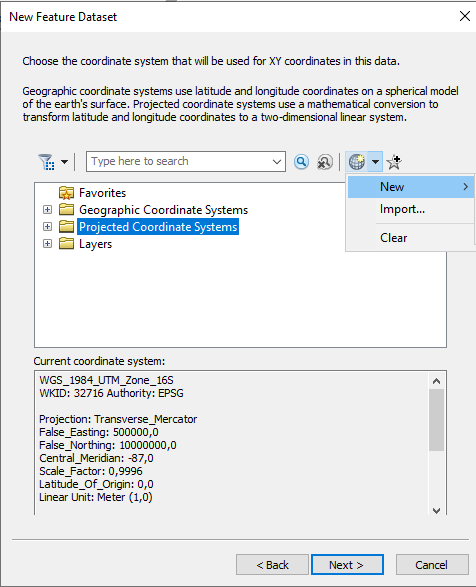 New Feature Dataset
Choose the coordinate system that will be used for XY coordinates in this data.
Geographic coordinate systems use latitude and longitude coordinates on a spherical model
of the earth's surface. Projected coordinate systems use a mathematical conversion to
transform latitude and longitude coordinates to a two-dimensional linear system.
Type here to search
New
Import...
Clear
Favorites
Geographic Coordinate Systems
Projected Coordinate Systems
Layers
Current coordinate system:
WGS_1984_UTM_Zone_16S
WKID: 32716 Authority: EPSG
Projection: Transverse_Mercator
False_Easting: 500000,0
False_Northing: 10000000,0
Central_Meridian: -87,0
Scale_Factor: 0,9996
Latitude_Of_Origin: 0,0
Linear Unit: Meter (1,0)
< Back
Next >
Cancel